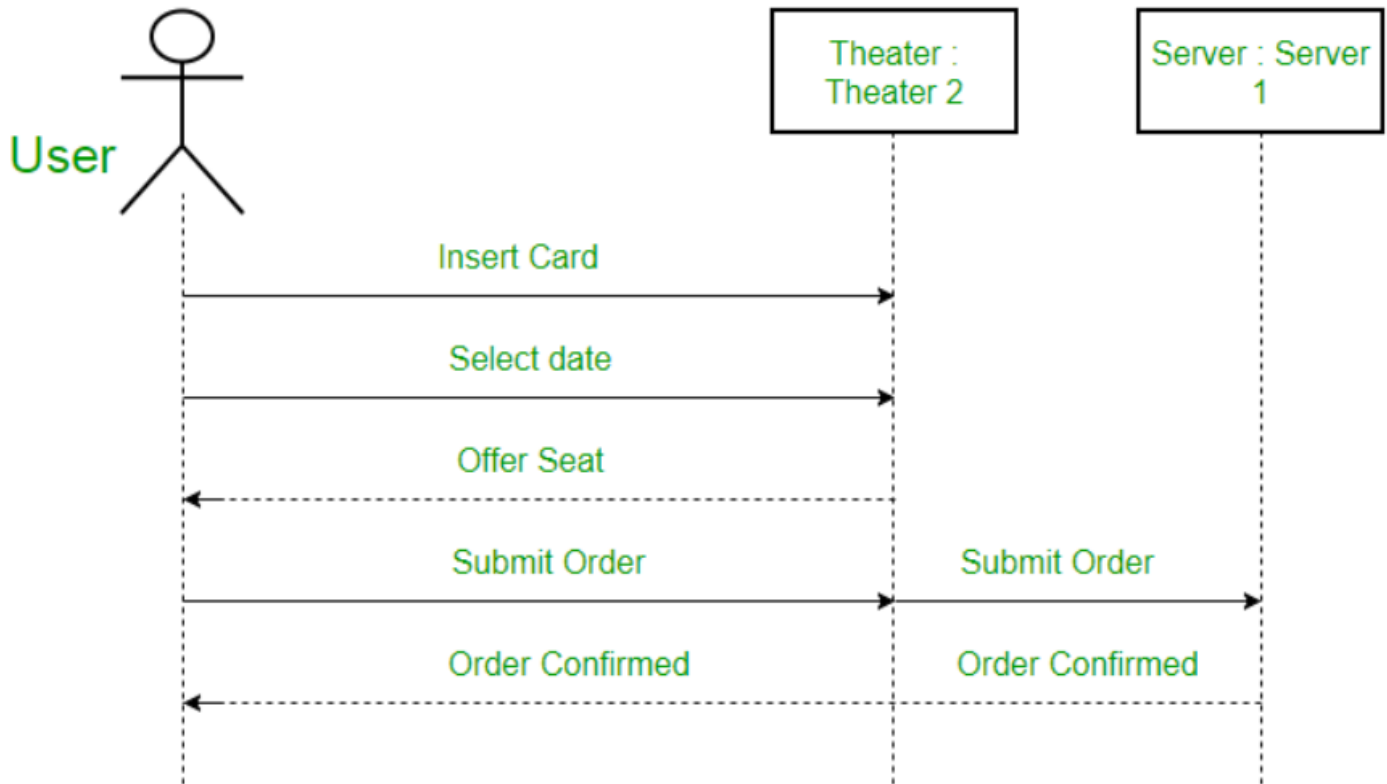 Theater :
Theater 2
Server : Server
1
User
Insert Card
Select date
Offer Seat
Submit Order
Submit Order
Order Confirmed
Order Confirmed